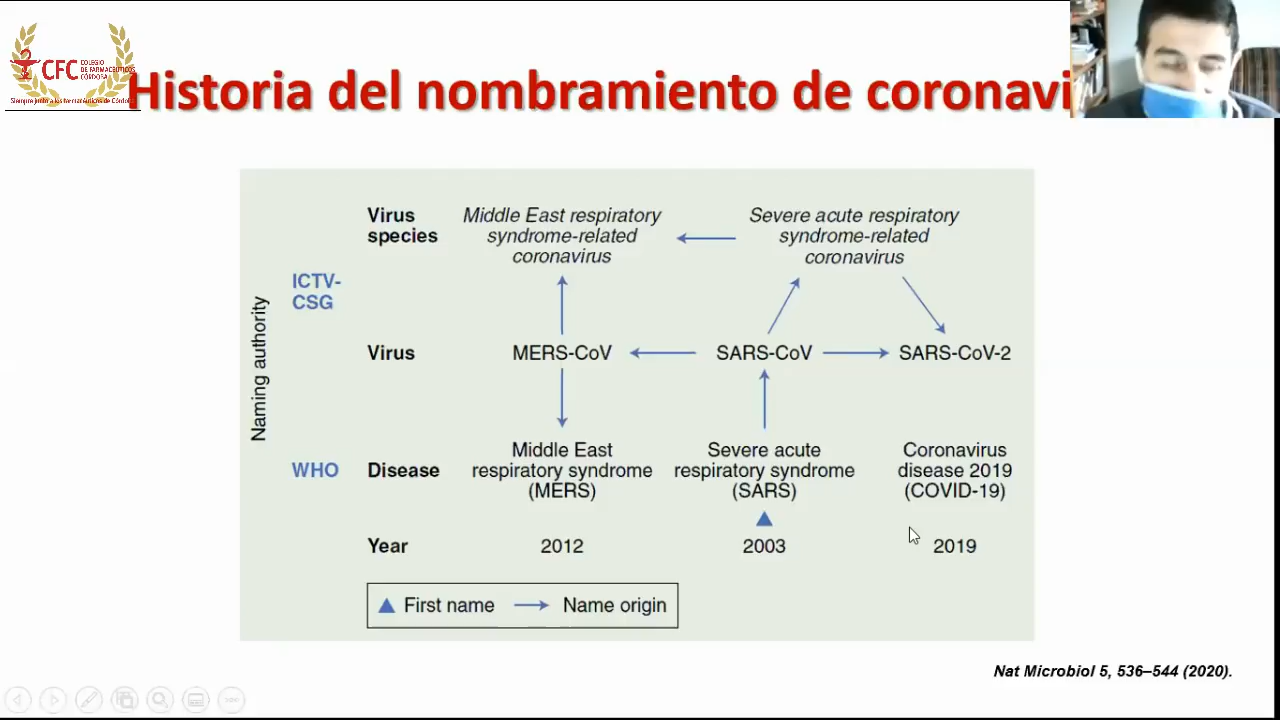 CFC
COLEGIO
DE FARMACÉUTICOS
CÓRDOBA
Historia del nombramiento de coronavi
Virus
species
Middle East respiratory
syndrome-related
coronavirus
Severe acute respiratory
syndrome-related
coronavirus
ICTV-
CSG
Naming authority
Virus
MERS-CoV
SARS-CoV
SARS-CoV-2
WHO
Disease
Middle East
respiratory syndrome
(MERS)
Severe acute
respiratory syndrome
(SARS)
Coronavirus
disease 2019
(COVID-19)
Year
2012
2003
2019
First name
Name origin
Nat Microbiol 5, 536–544 (2020).